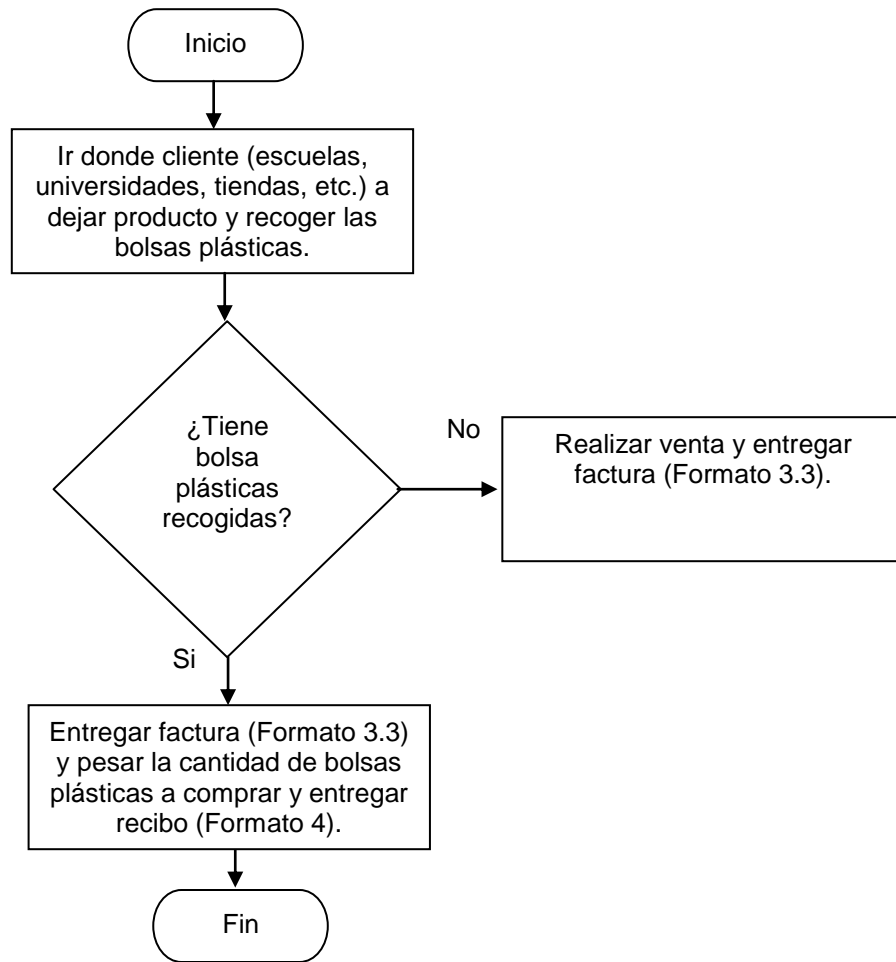 Inicio
Ir donde cliente (escuelas,
universidades, tiendas, etc.) a
dejar producto y recoger las
bolsas plásticas.
¿Tiene
bolsa
plásticas
recogidas?
No
Realizar venta y entregar
factura (Formato 3.3).
Si
Entregar factura (Formato 3.3)
y pesar la cantidad de bolsas
plásticas a comprar y entregar
recibo (Formato 4).
Fin